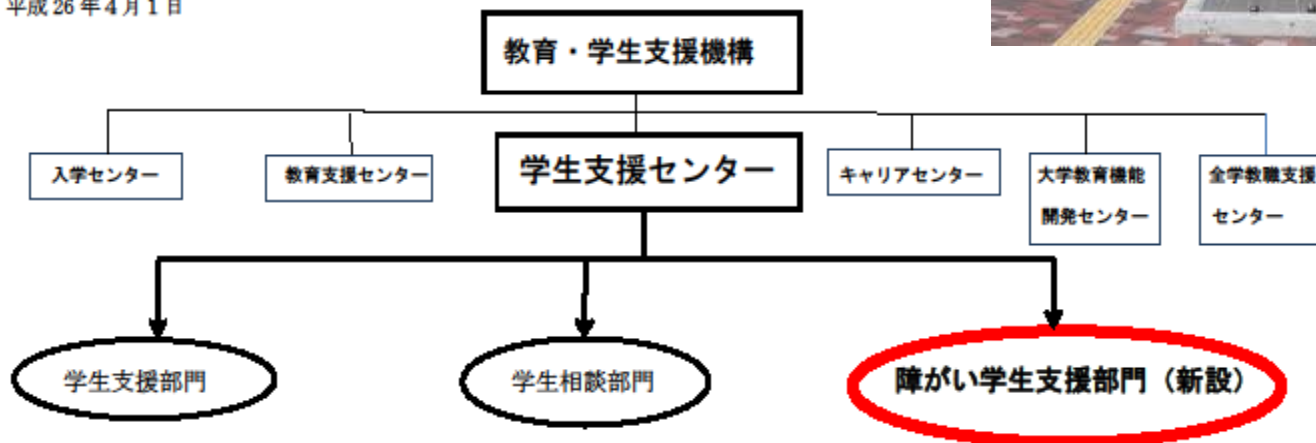 平成26年4月1日
教育・学生支援機構
入学センター
教育支援センター
学生支援センター
キャリアセンター
大学教育機能
開発センター
全学教職支援
センター
学生支援部門
学生相談部門
障がい学生支援部門（新設）